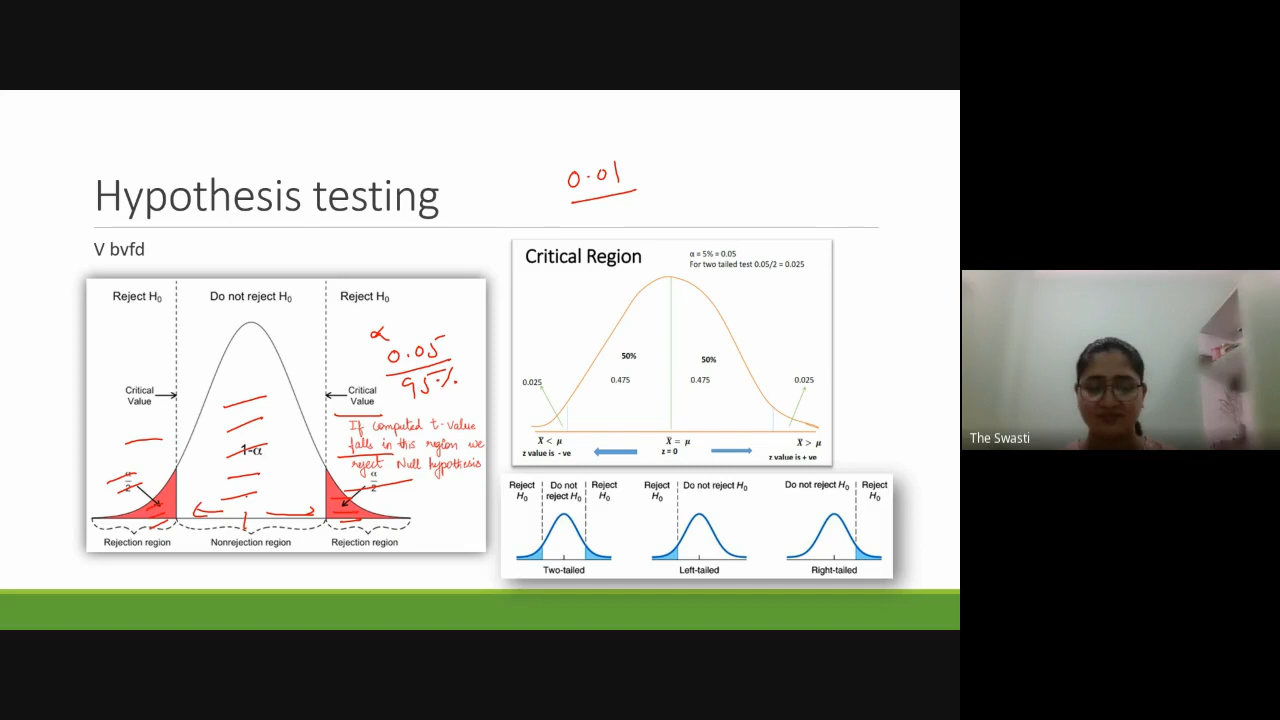 Hypothesis testing
0.01
V bvfd
Reject H0
Do not reject H0
Reject H0
α
0.05
95%
Critical
Value
Critical
Value
If computed t-value
falls in this region we
reject Null hypothesis
1-α
α
2
α
2
Rejection region
Nonrejection region
Rejection region
Critical Region
α = 5% = 0.05
For two tailed test 0.05/2 = 0.025
50%
50%
0.025
0.475
0.475
0.025
X̄ < μ
X̄ = μ
X̄ > μ
z value is - ve
z = 0
z value is + ve
Reject
H0
Do not
reject H0
Reject
H0
Reject
H0
Do not reject H0
Do not reject H0
Reject
H0
Two-tailed
Left-tailed
Right-tailed
The Swasti